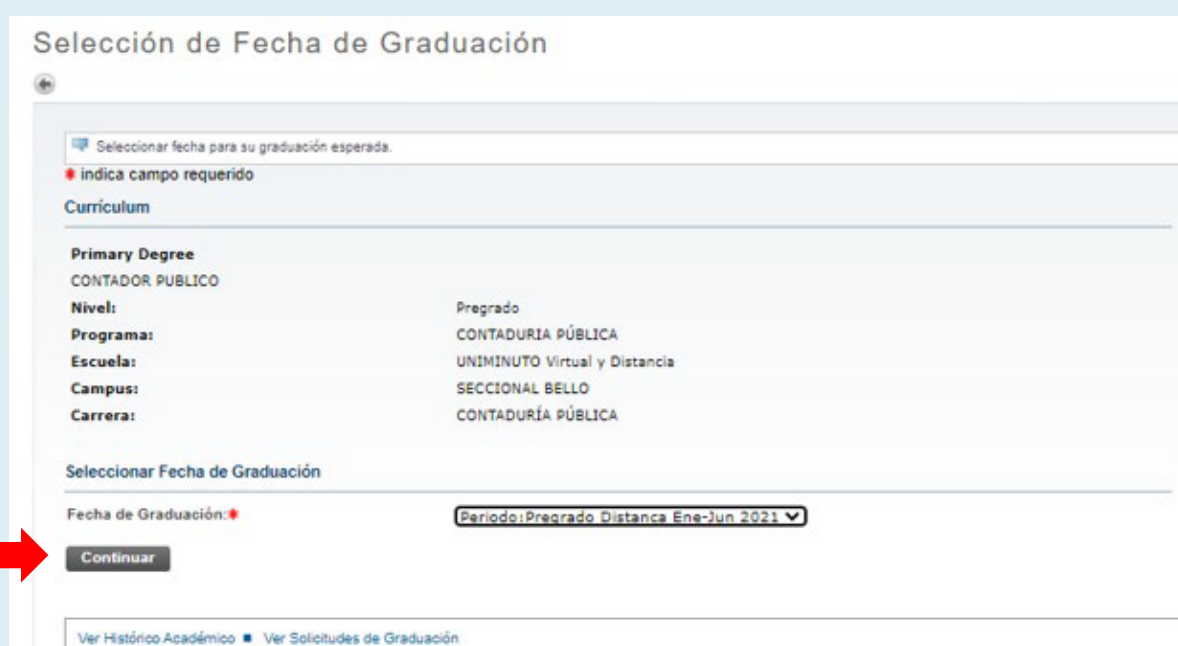 Selección de Fecha de Graduación
Seleccionar fecha para su graduación esperada.
* indica campo requerido
Currículum
Primary Degree
CONTADOR PUBLICO
Nivel: Pregrado
Programa: CONTADURIA PÚBLICA
Escuela: UNIMINUTO Virtual y Distancia
Campus: SECCIONAL BELLO
Carrera: CONTADURÍA PÚBLICA
Seleccionar Fecha de Graduación
Fecha de Graduación:* Periodo:Pregrado Distanca Ene-Jun 2021
Continuar
Ver Histórico Académico ■ Ver Solicitudes de Graduación